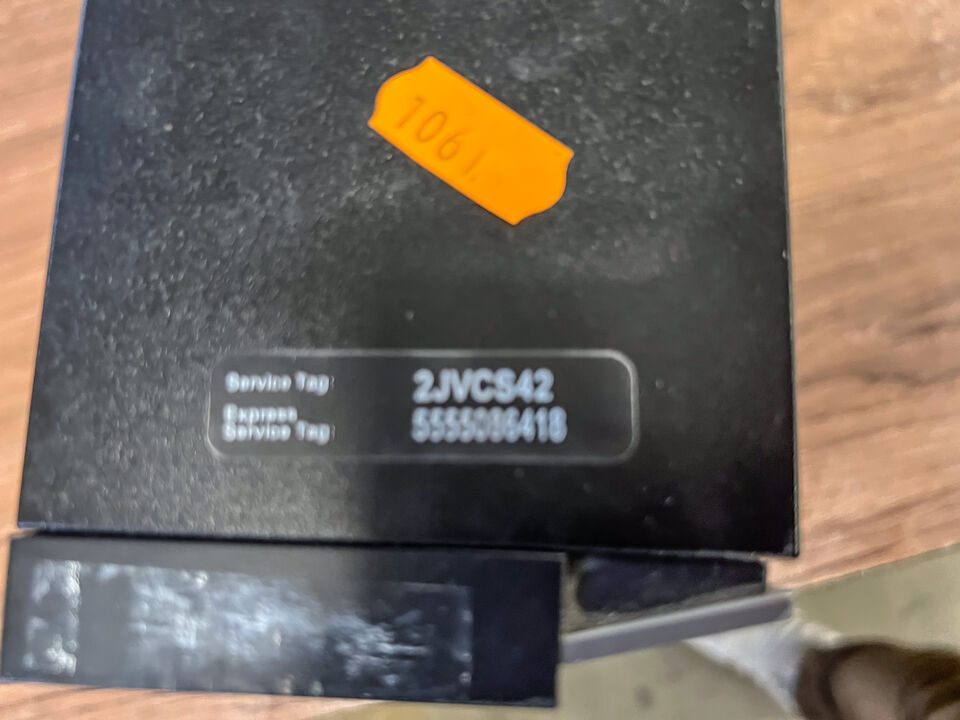 1061.
Service Tag:
2JVCS42
Express
Service Tag:
5555086418